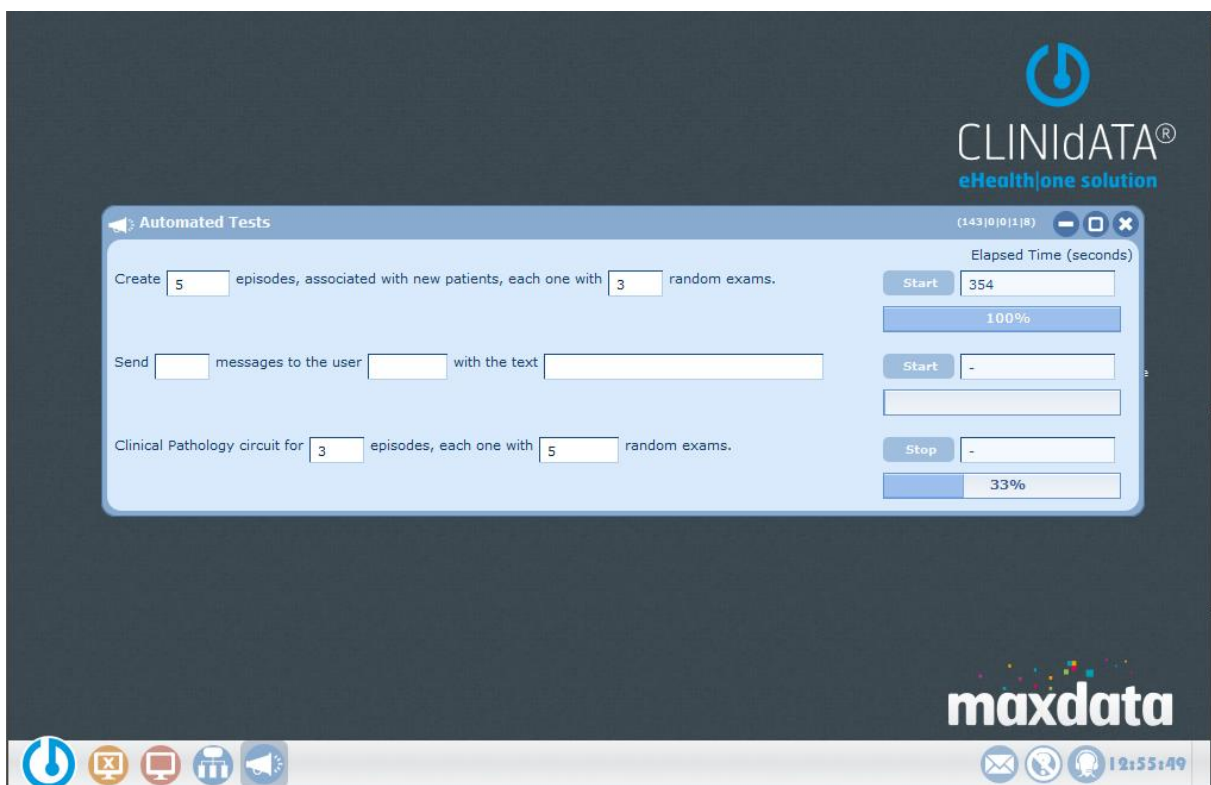 CLINIdATA®
eHealth|one solution
Automated Tests (143|0|0|1|8)
Elapsed Time (seconds)
Create 5 episodes, associated with new patients, each one with 3 random exams. Start 354
100%
Send messages to the user with the text Start -
e
Clinical Pathology circuit for 3 episodes, each one with 5 random exams. Stop -
33%
maxdata
X 12:55:49